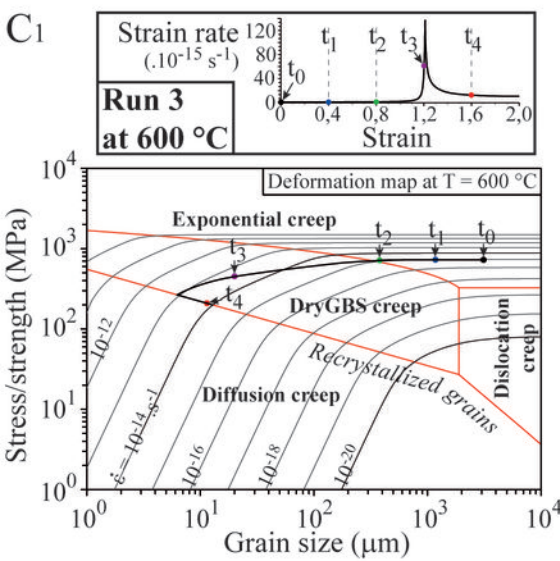 C1
Strain rate
(.10⁻¹⁵ s⁻¹)
120
80
40
0
t0
t1
t2
t3
t4
0
0,4
0,8
1,2
1,6
2,0
Strain
Run 3
at 600 °C
Deformation map at T = 600 °C
Exponential creep
t3
t2
t1
t0
t4
DryGBS creep
Dislocation
creep
Recrystallized grains
Diffusion creep
10⁻¹²
ε̇ = 10⁻¹⁴.s⁻¹
10⁻¹⁶
10⁻¹⁸
10⁻²⁰
Stress/strength (MPa)
10⁴
10³
10²
10¹
10⁰
10⁰
10¹
10²
10³
10⁴
Grain size (µm)